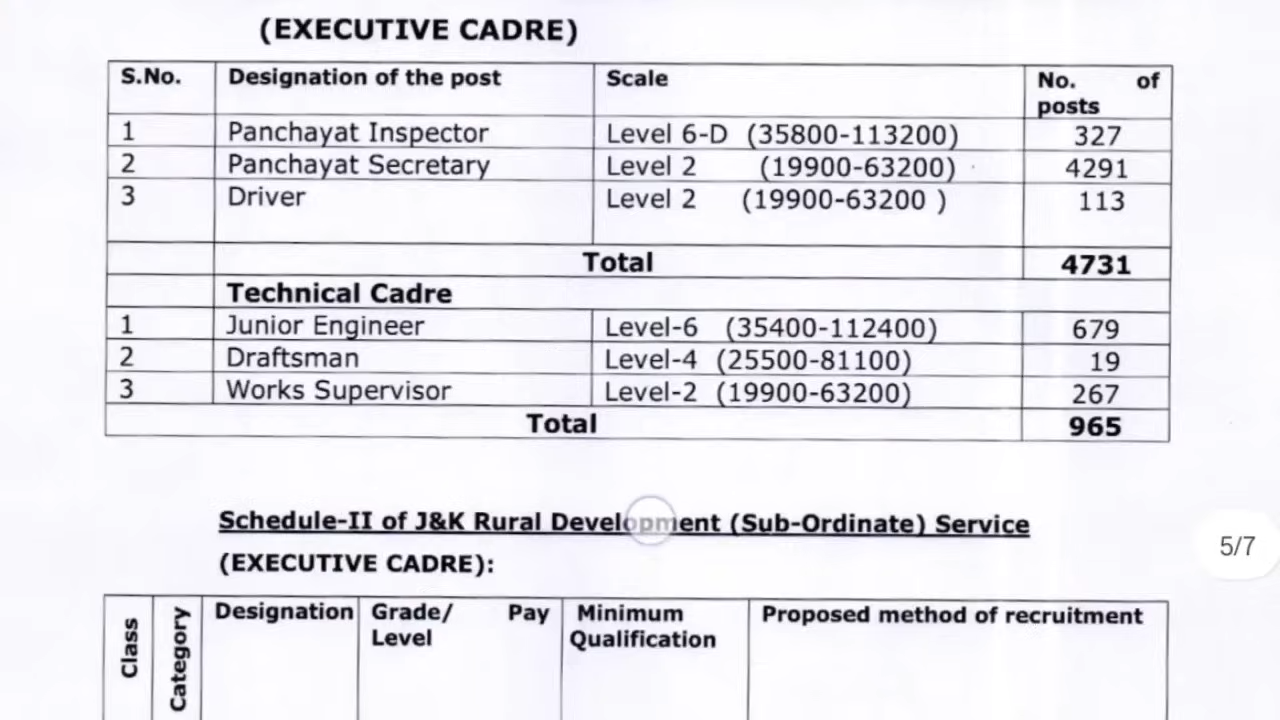 (EXECUTIVE CADRE)
S.No. Designation of the post Scale No. of posts
1 Panchayat Inspector Level 6-D (35800-113200) 327
2 Panchayat Secretary Level 2 (19900-63200) 4291
3 Driver Level 2 (19900-63200 ) 113
Total 4731
Technical Cadre
1 Junior Engineer Level-6 (35400-112400) 679
2 Draftsman Level-4 (25500-81100) 19
3 Works Supervisor Level-2 (19900-63200) 267
Total 965
Schedule-II of J&K Rural Development (Sub-Ordinate) Service
(EXECUTIVE CADRE):
5/7
Class Category Designation Grade/ Pay Level Minimum Qualification Proposed method of recruitment